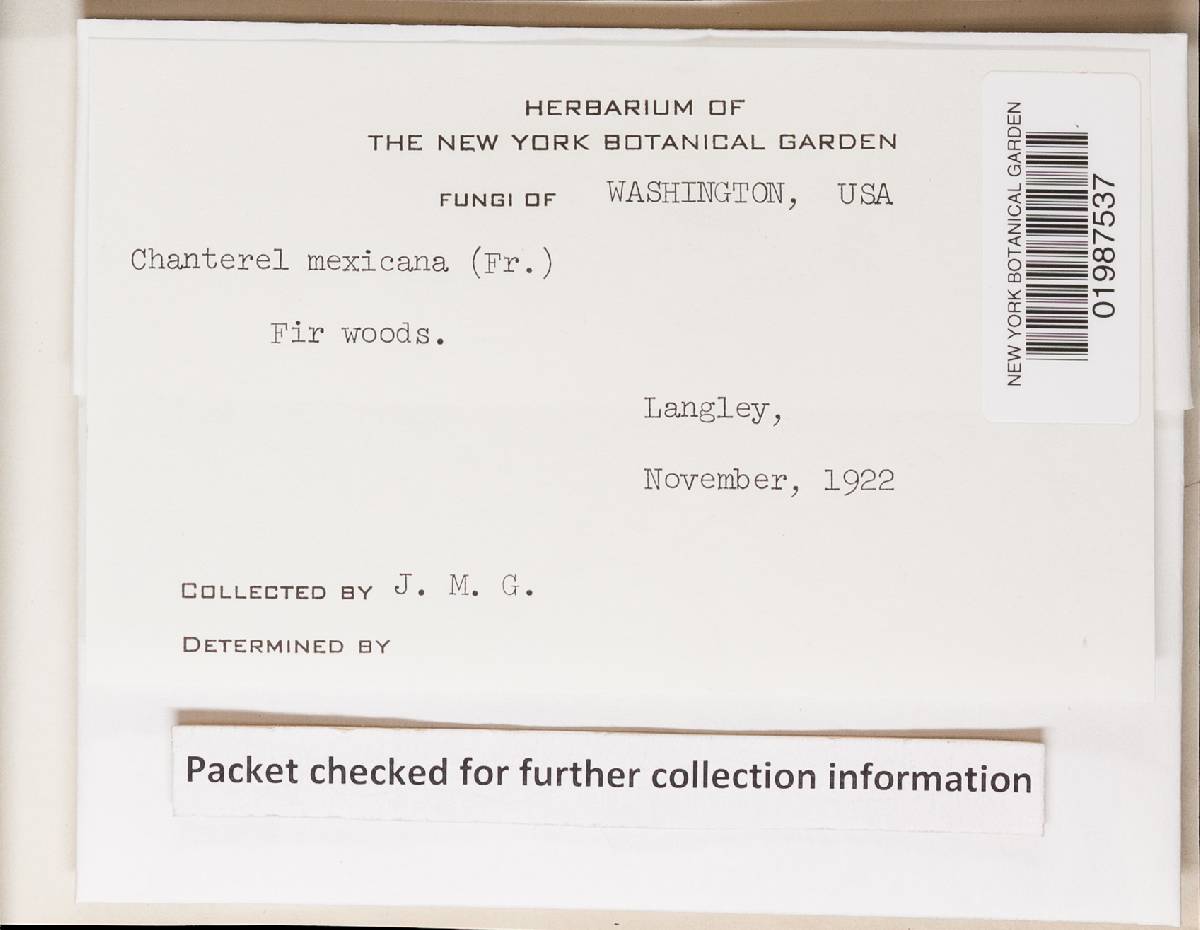 HERBARIUM OF
THE NEW YORK BOTANICAL GARDEN
FUNGI OF WASHINGTON, USA
Chanterel mexicana (Fr.)
Fir woods.
Langley,
November, 1922
COLLECTED BY J. M. G.
DETERMINED BY
NEW YORK BOTANICAL GARDEN
01987537
Packet checked for further collection information